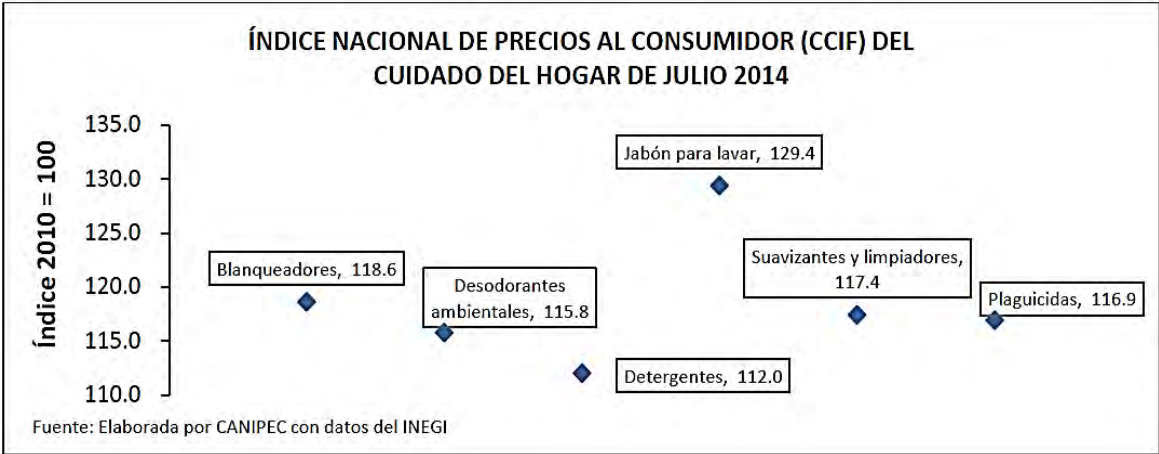 ÍNDICE NACIONAL DE PRECIOS AL CONSUMIDOR (CCIF) DEL
CUIDADO DEL HOGAR DE JULIO 2014
Índice 2010 = 100
135.0
130.0
125.0
120.0
115.0
110.0
Blanqueadores, 118.6
Desodorantes
ambientales, 115.8
Detergentes, 112.0
Jabón para lavar, 129.4
Suavizantes y limpiadores,
117.4
Plaguicidas, 116.9
Fuente: Elaborada por CANIPEC con datos del INEGI